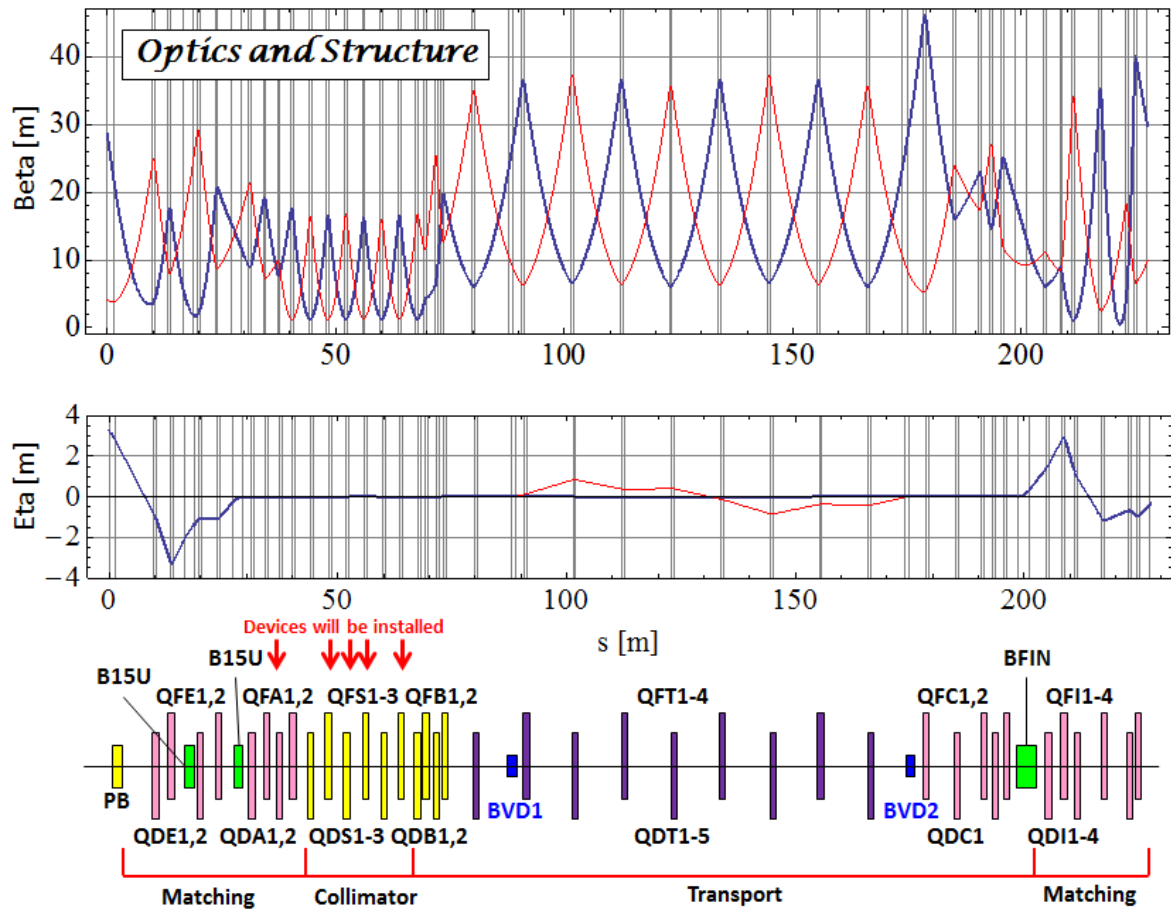 Optics and Structure
Beta [m]
40
30
20
10
0
0 50 100 150 200
Eta [m]
4
2
0
−2
−4
0 50 100 150 200
s [m]
Devices will be installed
B15U B15U BFIN
QFE1,2 QFA1,2 QFS1-3 QFB1,2 QFT1-4 QFC1,2 QFI1-4
PB BVD1 BVD2
QDE1,2 QDA1,2 QDS1-3 QDB1,2 QDT1-5 QDC1 QDI1-4
Matching Collimator Transport Matching